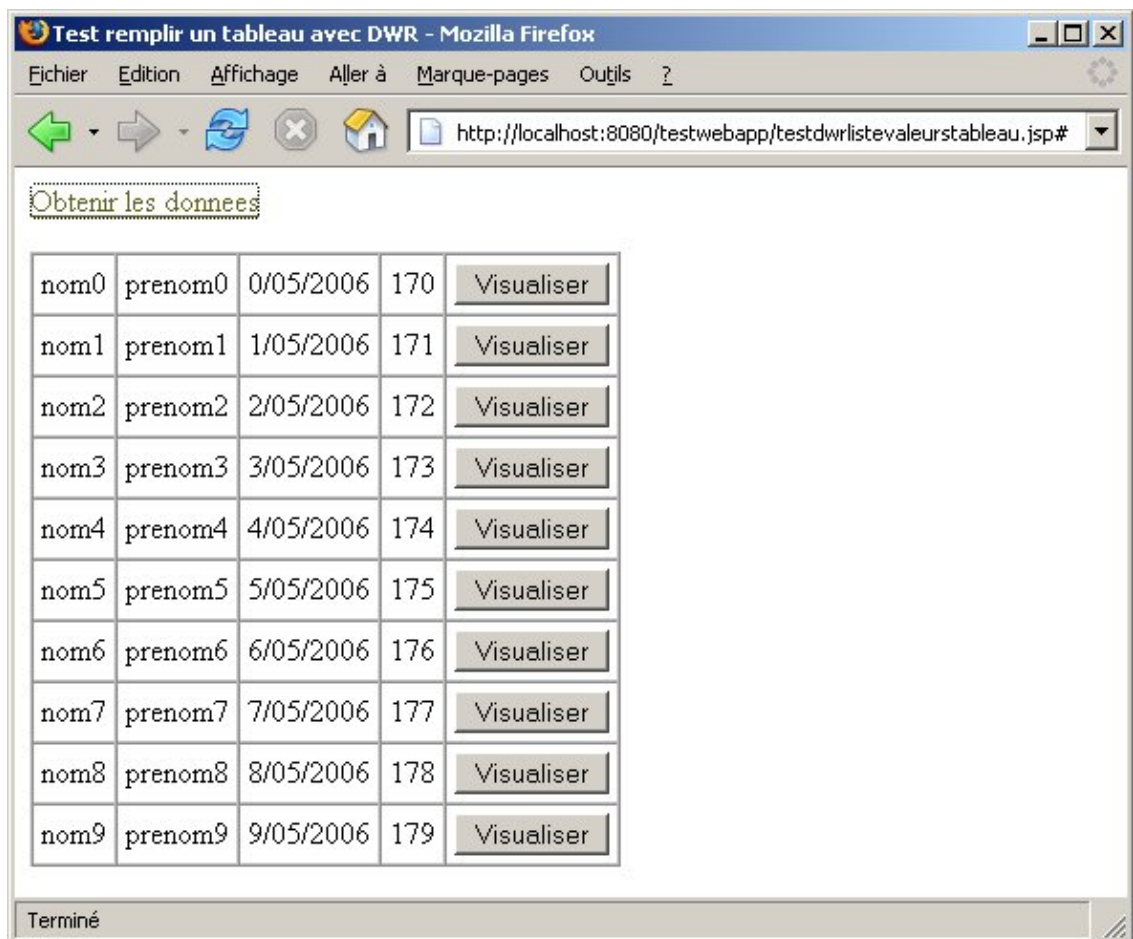 Test remplir un tableau avec DWR - Mozilla Firefox
Fichier Edition Affichage Aller à Marque-pages Outils ?
http://localhost:8080/testwebapp/testdwrlistevaleurstableau.jsp#
Obtenir les donnees
nom0 prenom0 0/05/2006 170 Visualiser
nom1 prenom1 1/05/2006 171 Visualiser
nom2 prenom2 2/05/2006 172 Visualiser
nom3 prenom3 3/05/2006 173 Visualiser
nom4 prenom4 4/05/2006 174 Visualiser
nom5 prenom5 5/05/2006 175 Visualiser
nom6 prenom6 6/05/2006 176 Visualiser
nom7 prenom7 7/05/2006 177 Visualiser
nom8 prenom8 8/05/2006 178 Visualiser
nom9 prenom9 9/05/2006 179 Visualiser
Terminé